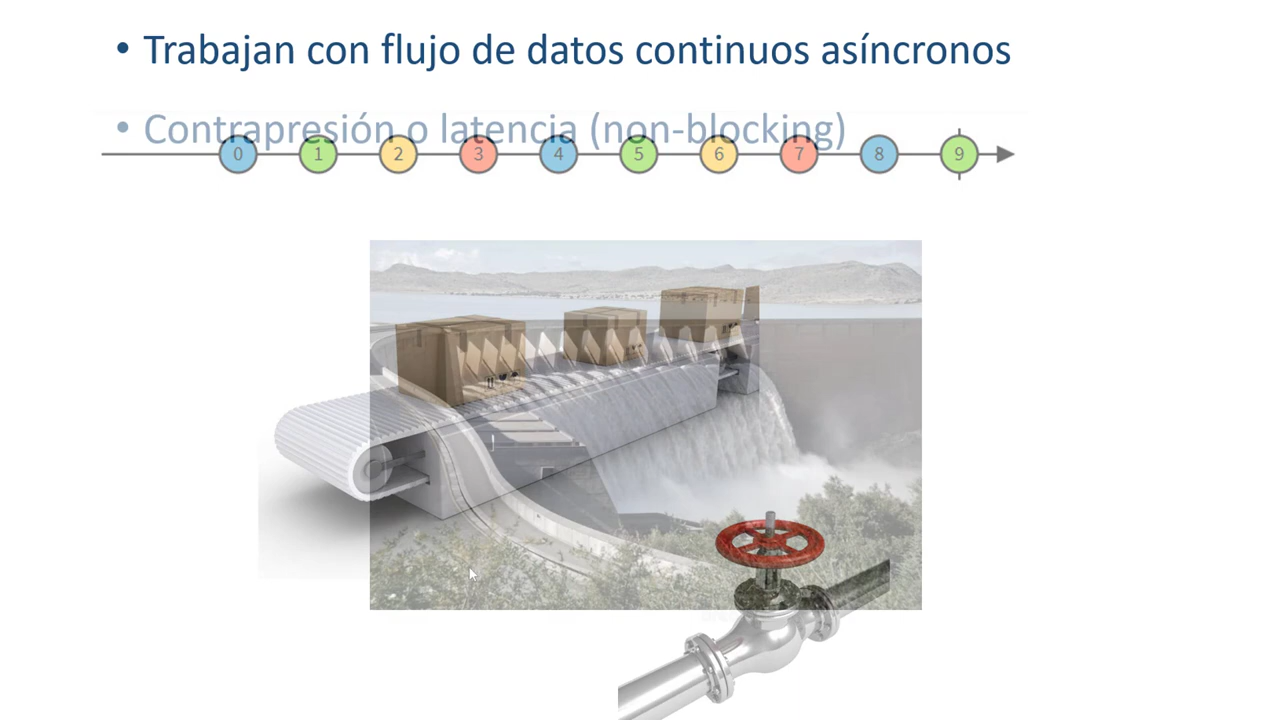 • Trabajan con flujo de datos continuos asíncronos
• Contrapresión o latencia (non-blocking)
0 1 2 3 4 5 6 7 8 9